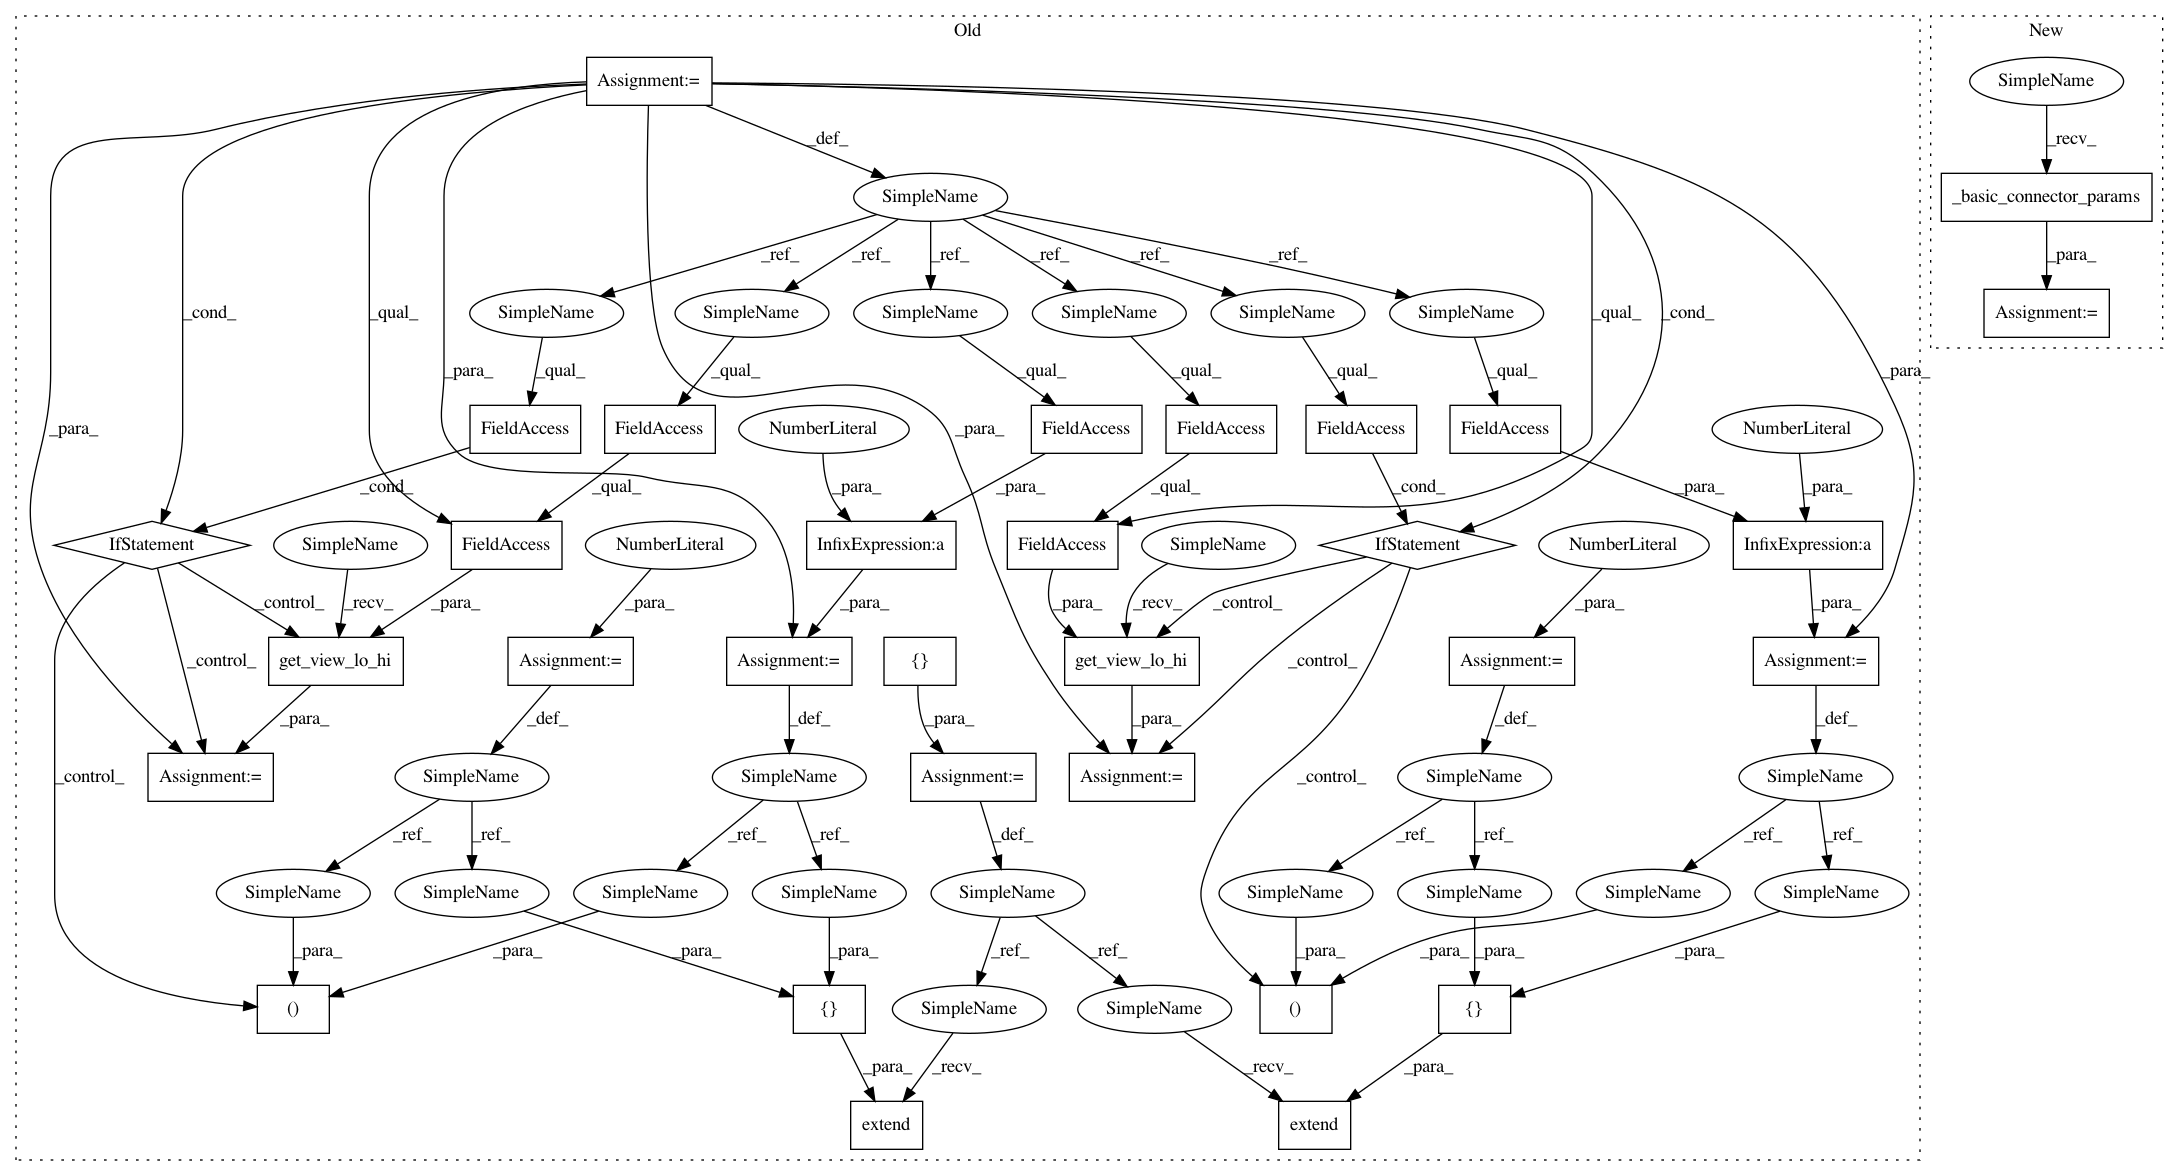 Old
New
Assignment:=
SimpleName
_def_
_recv_
SimpleName
_basic_connector_params
_ref_
_ref_
_ref_
_ref_
_ref_
_ref_
_para_
_cond_
_qual_
SimpleName
SimpleName
SimpleName
SimpleName
SimpleName
SimpleName
_qual_
_cond_
Assignment:=
_para_
_qual_
_qual_
_qual_
_qual_
_qual_
_qual_
_para_
_para_
FieldAccess
FieldAccess
NumberLiteral
_para_
FieldAccess
FieldAccess
FieldAccess
FieldAccess
NumberLiteral
_cond_
_qual_
_para_
_para_
_qual_
_cond_
_para_
_para_
IfStatement
SimpleName
FieldAccess
NumberLiteral
InfixExpression:a
FieldAccess
SimpleName
IfStatement
NumberLiteral
InfixExpression:a
_control_
_recv_
_para_
_para_
_para_
_para_
_recv_
_control_
_para_
_para_
_control_
get_view_lo_hi
Assignment:=
Assignment:=
{}
get_view_lo_hi
_control_
Assignment:=
Assignment:=
_para_
_def_
_def_
_para_
_para_
_def_
_def_
_control_
Assignment:=
SimpleName
SimpleName
Assignment:=
Assignment:=
_control_
SimpleName
SimpleName
_ref_
_ref_
_ref_
_ref_
_def_
_ref_
_ref_
_ref_
_ref_
SimpleName
SimpleName
SimpleName
SimpleName
SimpleName
SimpleName
SimpleName
SimpleName
SimpleName
_para_
_para_
_para_
_para_
_ref_
_ref_
_para_
_para_
_para_
_para_
()
{}
SimpleName
SimpleName
()
{}
_para_
_recv_
_recv_
_para_
extend
extend